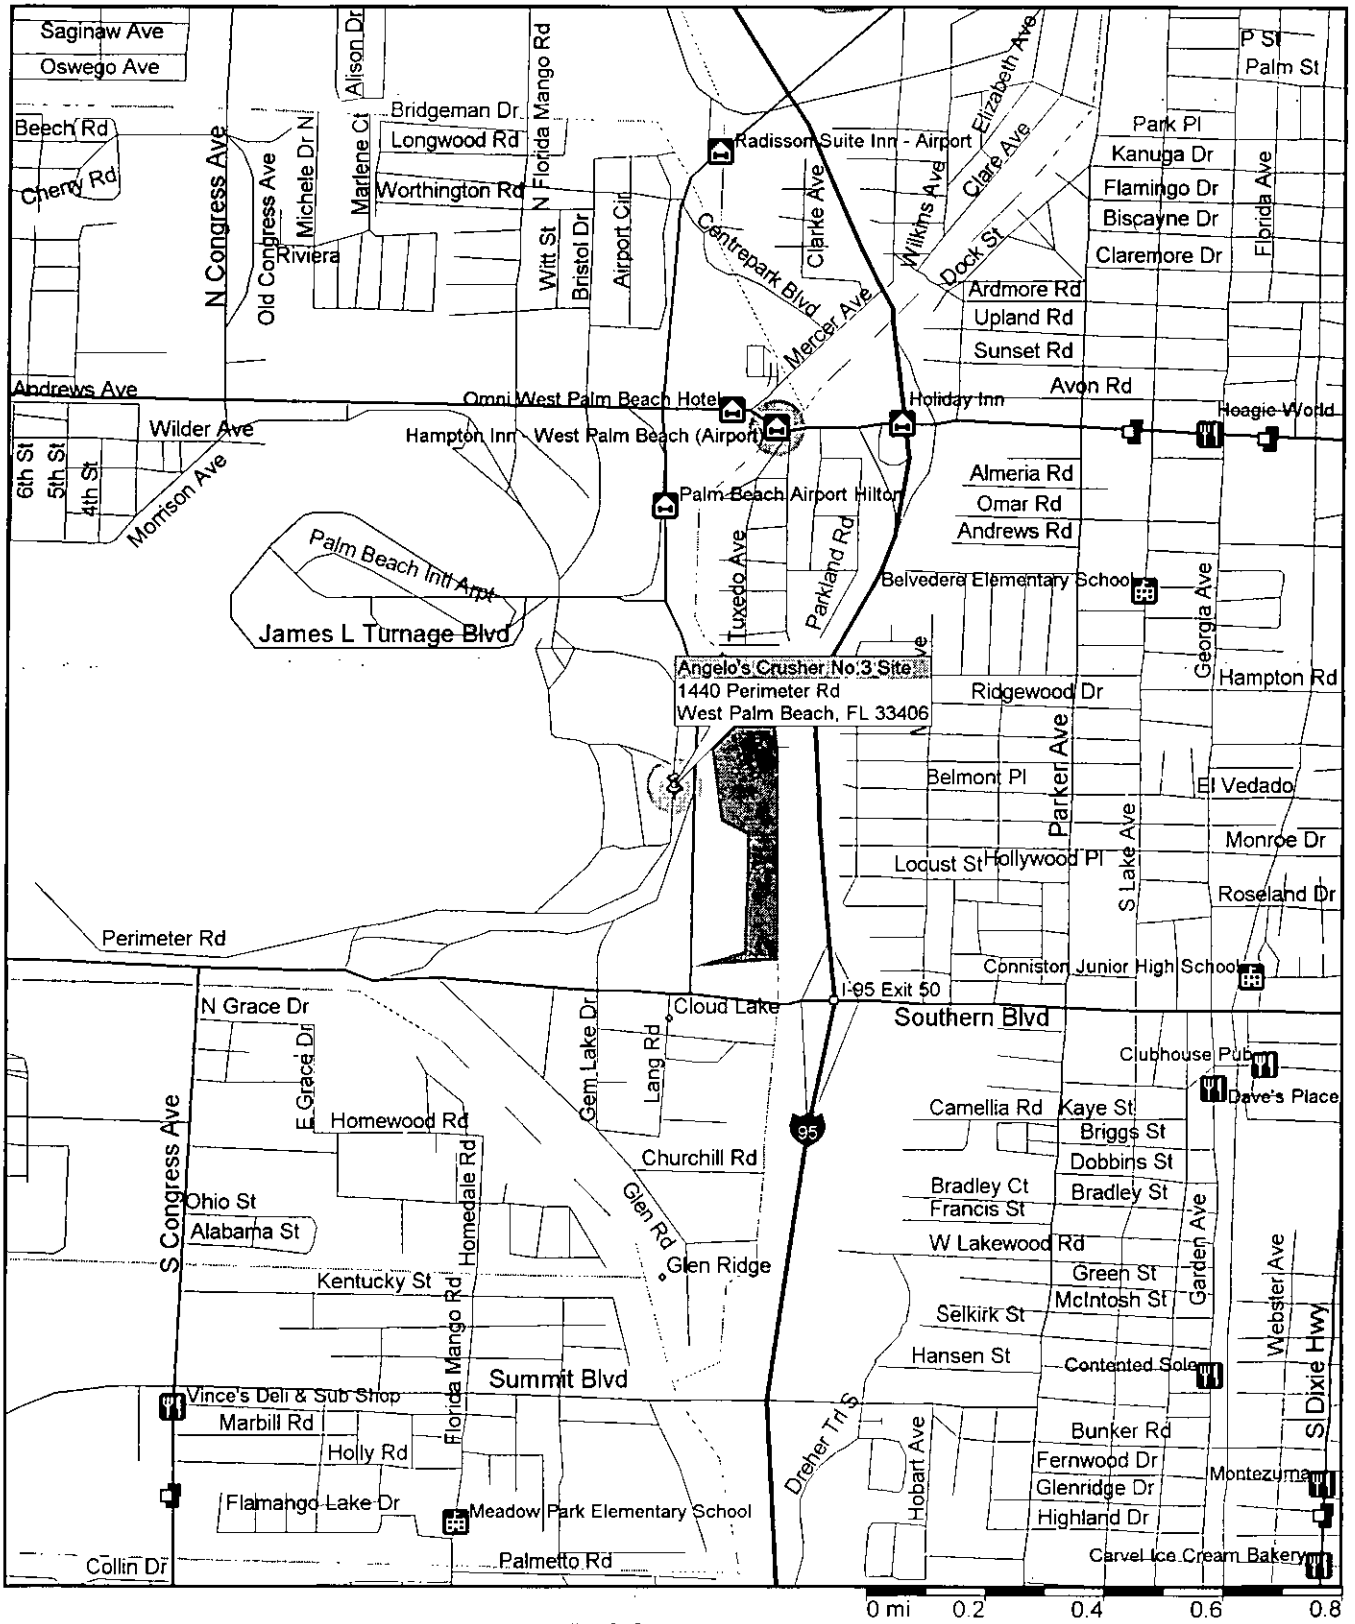 Saginaw Ave
Oswego Ave
Alison Dr
N Florida Mango Rd
Elizabeth Ave
P St
Palm St
Bridgeman Dr
Beech Rd
Longwood Rd
Radisson Suite Inn - Airport
Park Pl
Kanuga Dr
Cherry Rd
N Congress Ave
Old Congress Ave
Michele Dr N
Marlene Ct
Worthington Rd
Clare Ave
Flamingo Dr
Biscayne Dr
Florida Ave
Riviera
Witt St
Bristol Dr
Airport Cir
Centrepark Blvd
Clarke Ave
Wilkins Ave
Dock St
Claremore Dr
Ardmore Rd
Upland Rd
Mercer Ave
Sunset Rd
Andrews Ave
Avon Rd
Omni West Palm Beach Hotel
Holiday Inn
Hoagie World
Wilder Ave
Hampton Inn - West Palm Beach (Airport)
6th St
5th St
4th St
Morrison Ave
Almeria Rd
Palm Beach Airport Hilton
Omar Rd
Andrews Rd
Palm Beach Intl Arpt
Tuxedo Ave
Parkland Rd
Belvedere Elementary School
Georgia Ave
James L Turnage Blvd
Angelo's Crusher No.3 Site
1440 Perimeter Rd
West Palm Beach, FL 33406
Ridgewood Dr
Hampton Rd
Parker Ave
Belmont Pl
El Vedado
S Lake Ave
Monroe Dr
Locust St
Hollywood Pl
Roseland Dr
Perimeter Rd
Conniston Junior High School
I-95 Exit 50
N Grace Dr
Cloud Lake
Southern Blvd
E Grace Dr
Gem Lake Dr
Lang Rd
Clubhouse Pub
Dave's Place
S Congress Ave
Homewood Rd
95
Camellia Rd
Kaye St
Briggs St
Homedale Rd
Churchill Rd
Dobbins St
Ohio St
Alabama St
Glen Rd
Bradley Ct
Bradley St
Francis St
Garden Ave
W Lakewood Rd
Kentucky St
Glen Ridge
Green St
McIntosh St
Webster Ave
Florida Mango Rd
Selkirk St
S Dixie Hwy
Hansen St
Contented Sole
Summit Blvd
Vince's Deli & Sub Shop
Marbill Rd
Dreher Trl S
Hobart Ave
Bunker Rd
Holly Rd
Fernwood Dr
Montezuma
Glenridge Dr
Flamango Lake Dr
Meadow Park Elementary School
Highland Dr
Collin Dr
Palmetto Rd
Carvel Ice Cream Bakery
0 mi 0.2 0.4 0.6 0.8